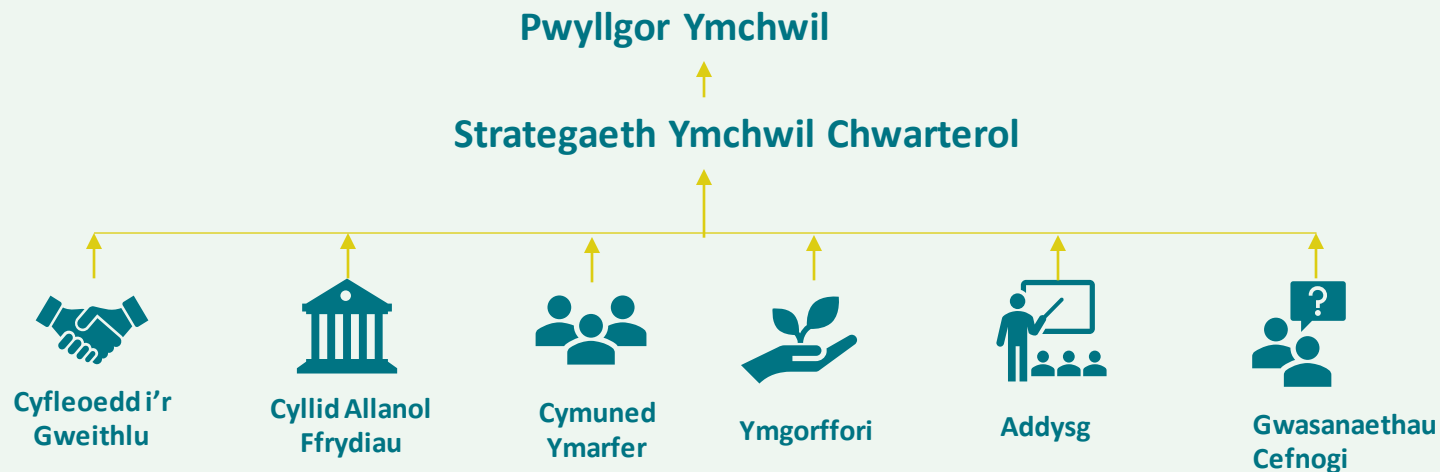 Pwyllgor Ymchwil
Strategaeth Ymchwil Chwarterol
Cyfleoedd i’r
Gweithlu
Cyllid Allanol
Ffrydiau
Cymuned
Ymarfer
Ymgorffori
Addysg
?
Gwasanaethau
Cefnogi